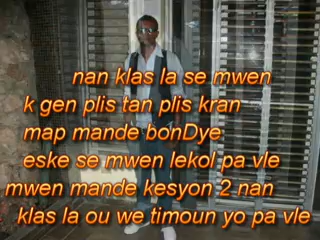 nan klas la se mwen
k gen plis tan plis kran
map mande bonDye
eske se mwen lekol pa vle
mwen mande kesyon 2 nan
klas la ou we timoun yo pa vle